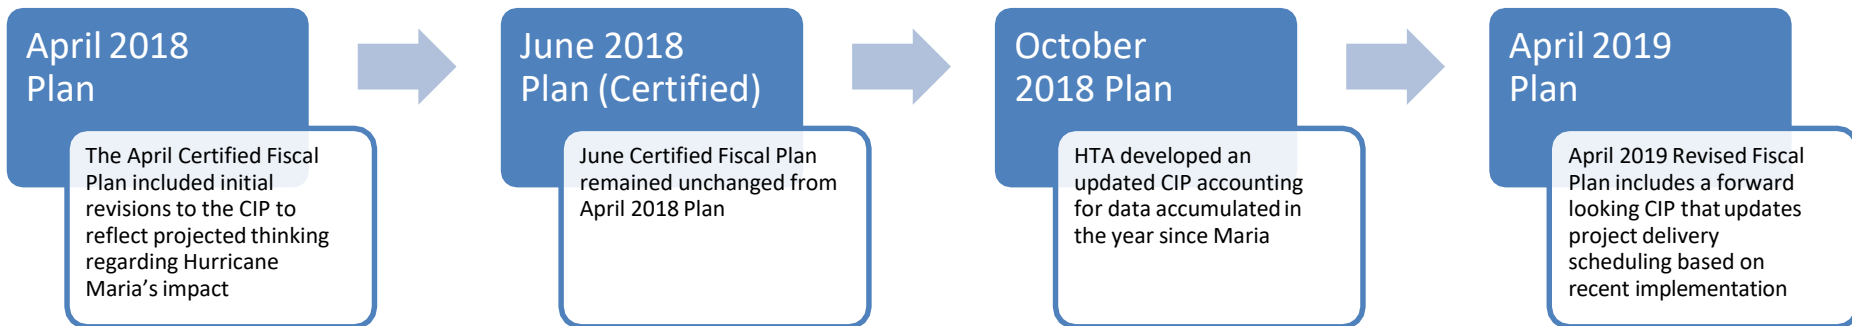 April 2018
Plan
The April Certified Fiscal
Plan included initial
revisions to the CIP to
reflect projected thinking
regarding Hurricane
Maria's impact
June 2018
Plan (Certified)
June Certified Fiscal Plan
remained unchanged from
April 2018 Plan
October
2018 Plan
HTA developed an
updated CIP accounting
for data accumulated in
the year since Maria
April 2019
Plan
April 2019 Revised Fiscal
Plan includes a forward
looking CIP that updates
project delivery
scheduling based on
recent implementation